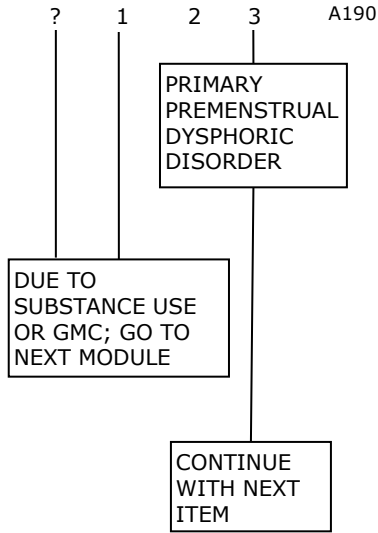 ? 1 2 3 A190
PRIMARY
PREMENSTRUAL
DYSPHORIC
DISORDER
DUE TO
SUBSTANCE USE
OR GMC; GO TO
NEXT MODULE
CONTINUE
WITH NEXT
ITEM